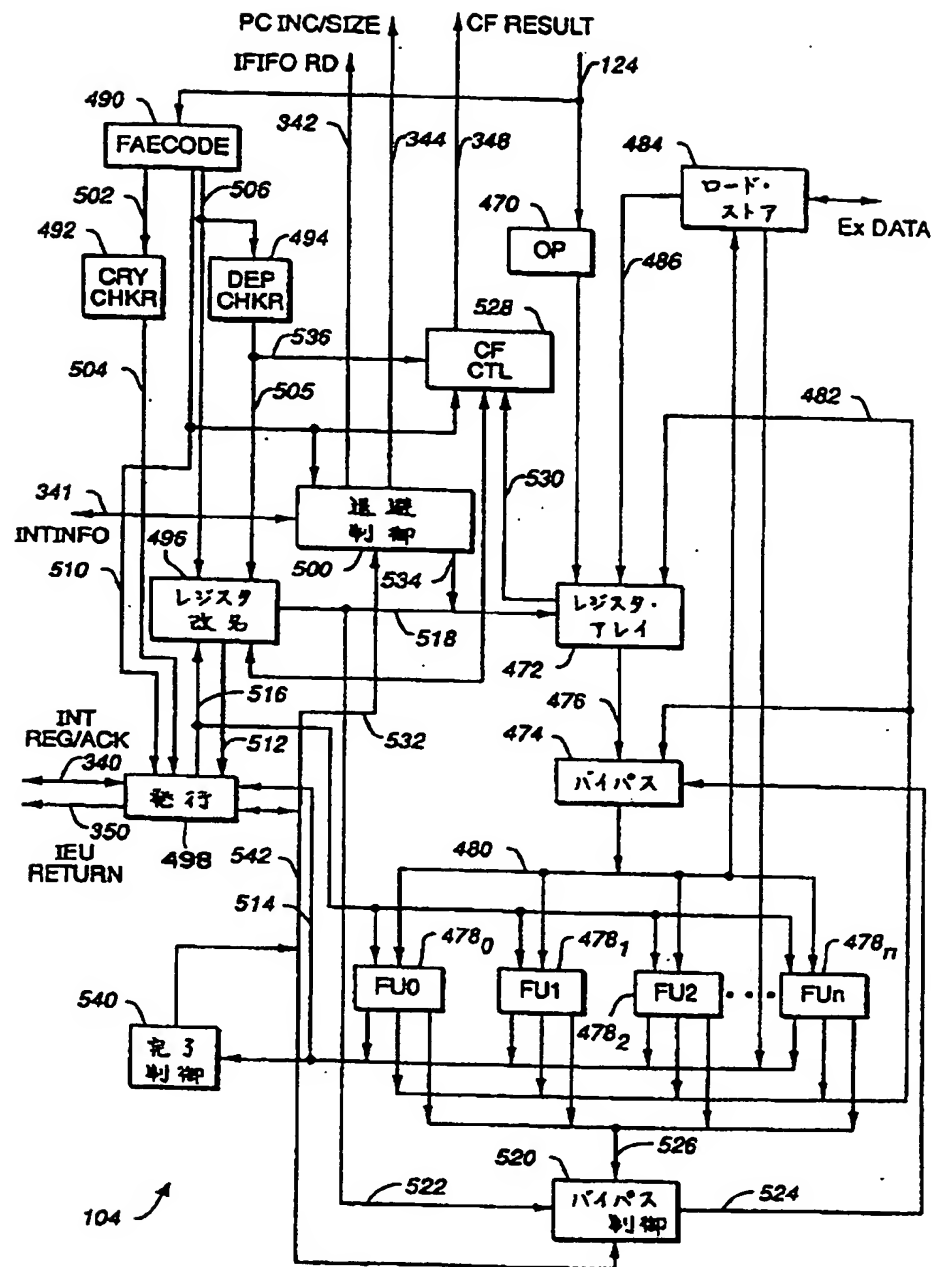 PC INC/SIZE
CF RESULT
IFIFO RD
124
490
342
344
348
484
FAECODE
ロード・
ストア
502
506
470
492
494
OP
Ex DATA
CRY
CHKR
DEP
CHKR
486
528
536
CF
CTL
504
505
482
530
341
INTINFO
退避
制御
496
500
534
510
レジスタ
改名
518
レジスタ・
アレイ
472
516
476
INT
REG/ACK
512
532
474
340
発行
バイパス
350
498
IEU
RETURN
542
480
514
478₀
478₁
478n
540
FU0
FU1
FU2
FUn
478₂
完了
制御
526
520
522
バイパス
制御
524
104